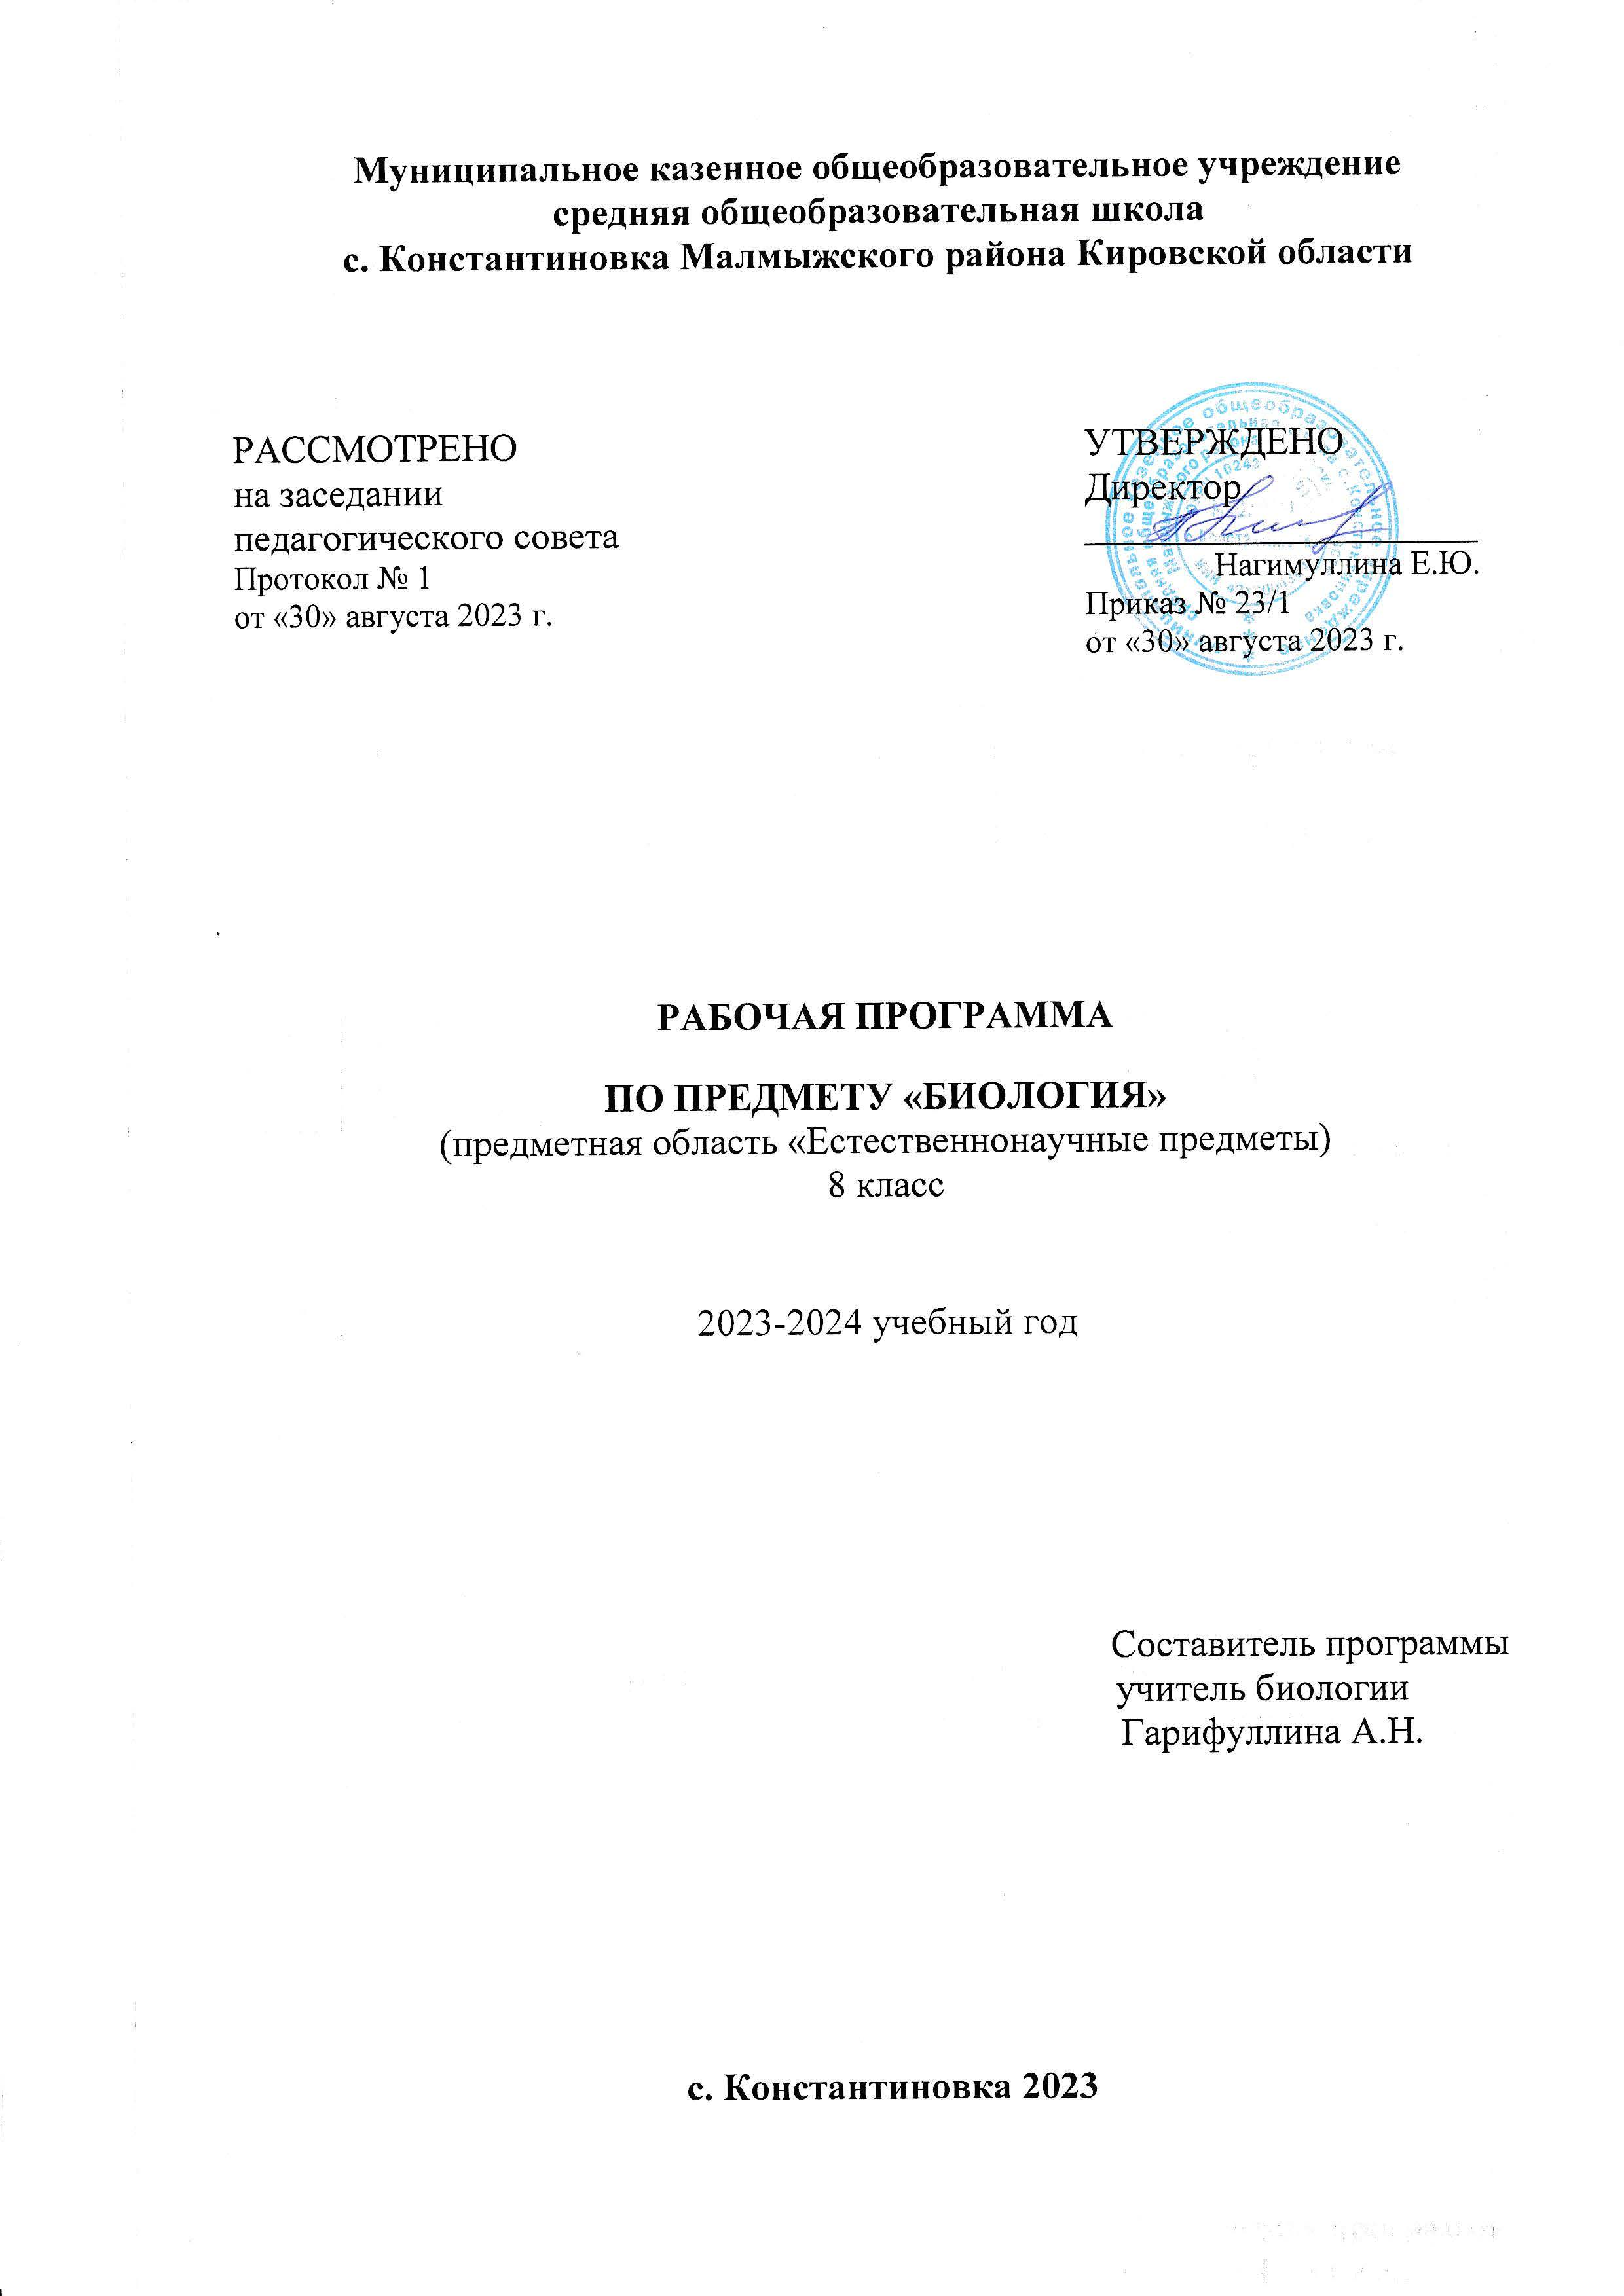 Муниципальное казенное общеобразовательное учреждение
средняя общеобразовательная школа
с. Константиновка Малмыжского района Кировской области
РАССМОТРЕНО
на заседании
педагогического совета
Протокол № 1
от «30» августа 2023 г.
УТВЕРЖДЕНО
Директор
Нагимуллина Е.Ю.
Приказ № 23/1
от «30» августа 2023 г.
РАБОЧАЯ ПРОГРАММА
ПО ПРЕДМЕТУ «БИОЛОГИЯ»
(предметная область «Естественнонаучные предметы)
8 класс
2023-2024 учебный год
Составитель программы
учитель биологии
Гарифуллина А.Н.
с. Константиновка 2023